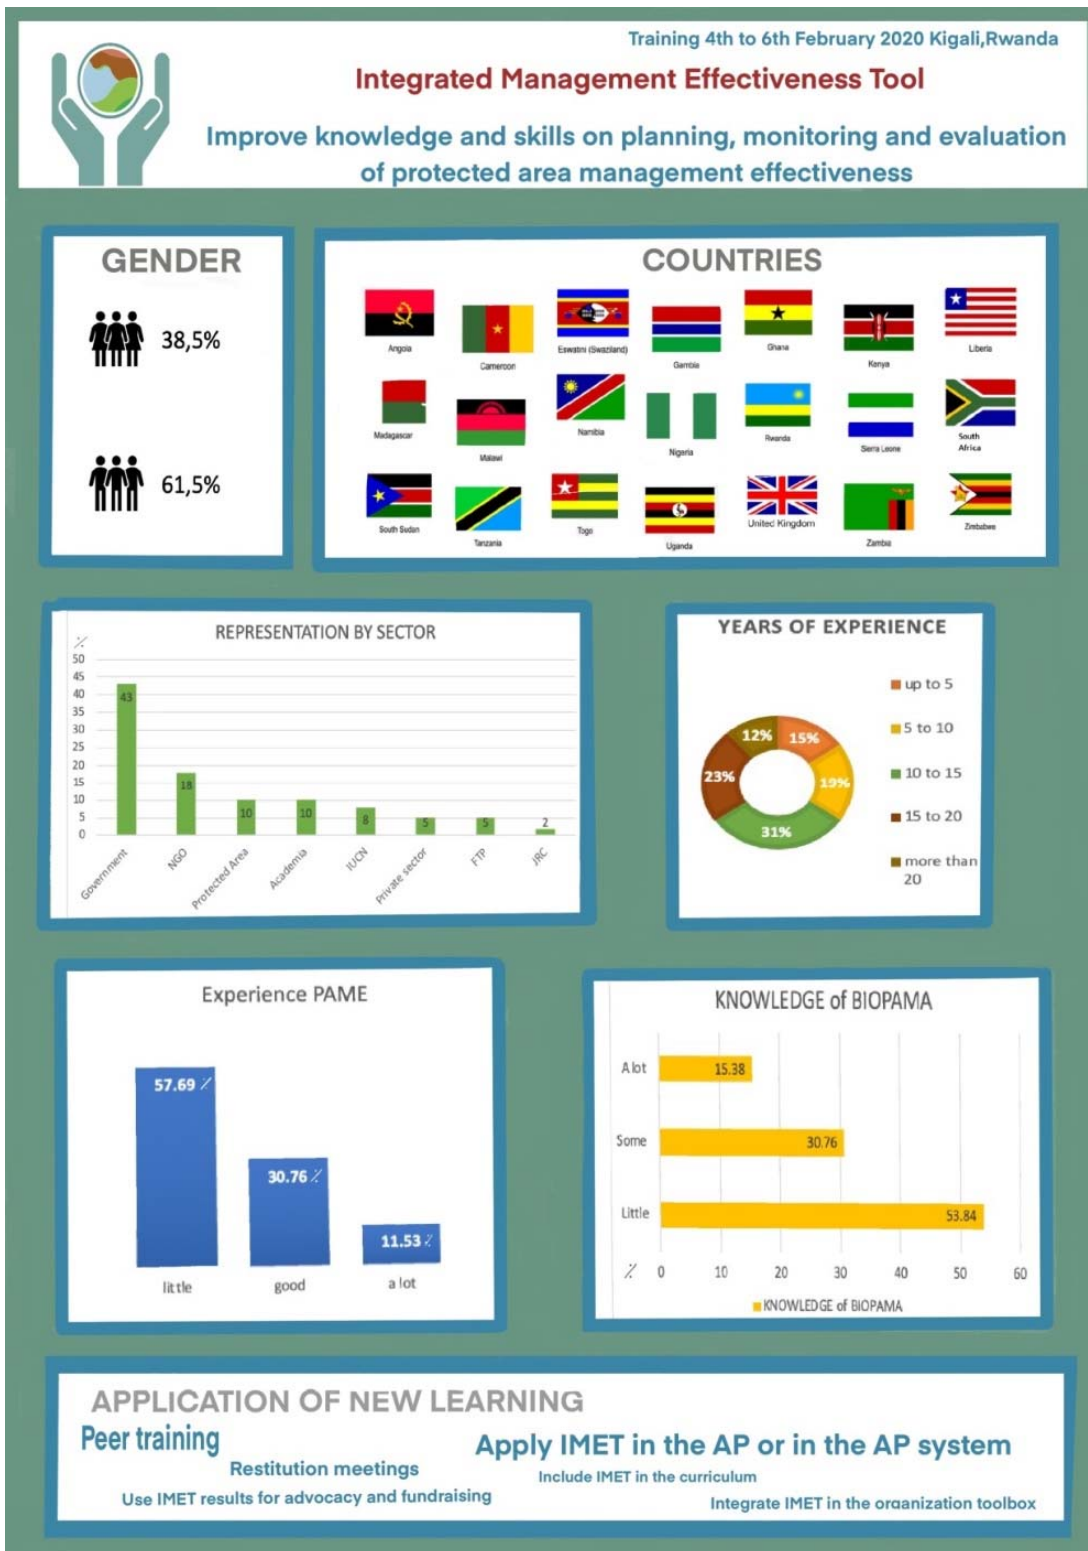 Training 4th to 6th February 2020 Kigali,Rwanda
Integrated Management Effectiveness Tool
Improve knowledge and skills on planning, monitoring and evaluation
of protected area management effectiveness
GENDER
38,5%
61,5%
COUNTRIES
Angola
Cameroon
Eswatini (Swaziland)
Gambia
Ghana
Kenya
Liberia
Madagascar
Malawi
Namibia
Nigeria
Rwanda
Sierra Leone
South
Africa
South Sudan
Tanzania
Togo
Uganda
United Kingdom
Zambia
Zimbabwe
REPRESENTATION BY SECTOR
%
50
45
40
35
30
25
20
15
10
5
0
43
18
10
10
8
5
5
2
Government
NGO
Protected Area
Academia
IUCN
Private sector
FTP
JRC
YEARS OF EXPERIENCE
12%
15%
23%
19%
31%
up to 5
5 to 10
10 to 15
15 to 20
more than
20
Experience PAME
57.69 %
30.76 %
11.53 %
little
good
a lot
KNOWLEDGE of BIOPAMA
A lot
15.38
Some
30.76
Little
53.84
% 0 10 20 30 40 50 60
KNOWLEDGE of BIOPAMA
APPLICATION OF NEW LEARNING
Peer training
Apply IMET in the AP or in the AP system
Restitution meetings
Include IMET in the curriculum
Use IMET results for advocacy and fundraising
Integrate IMET in the organization toolbox